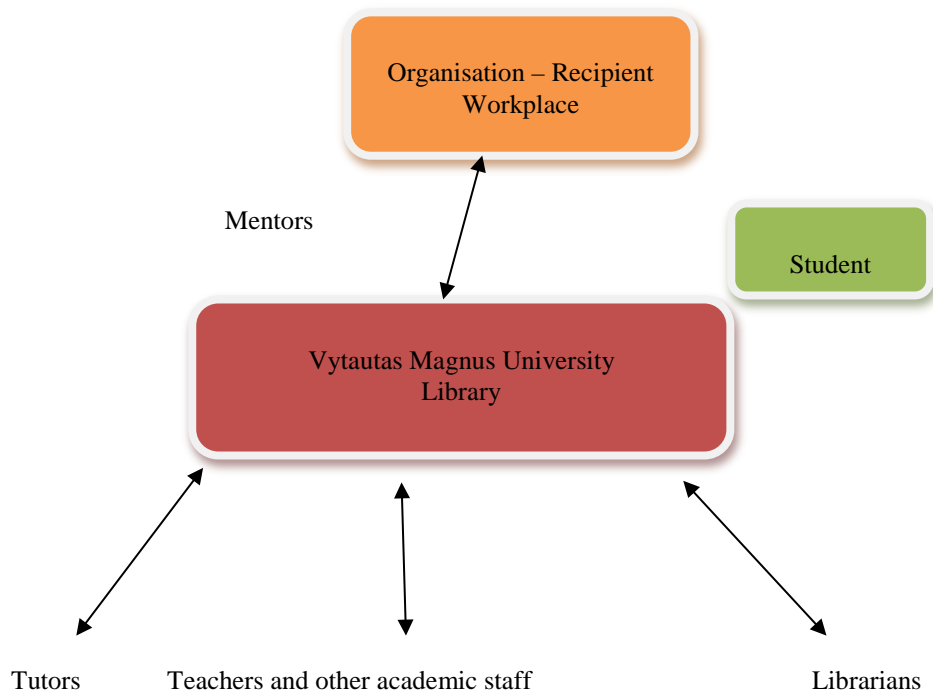 Organisation – Recipient
Workplace
Mentors
Student
Vytautas Magnus University
Library
Tutors
Teachers and other academic staff
Librarians